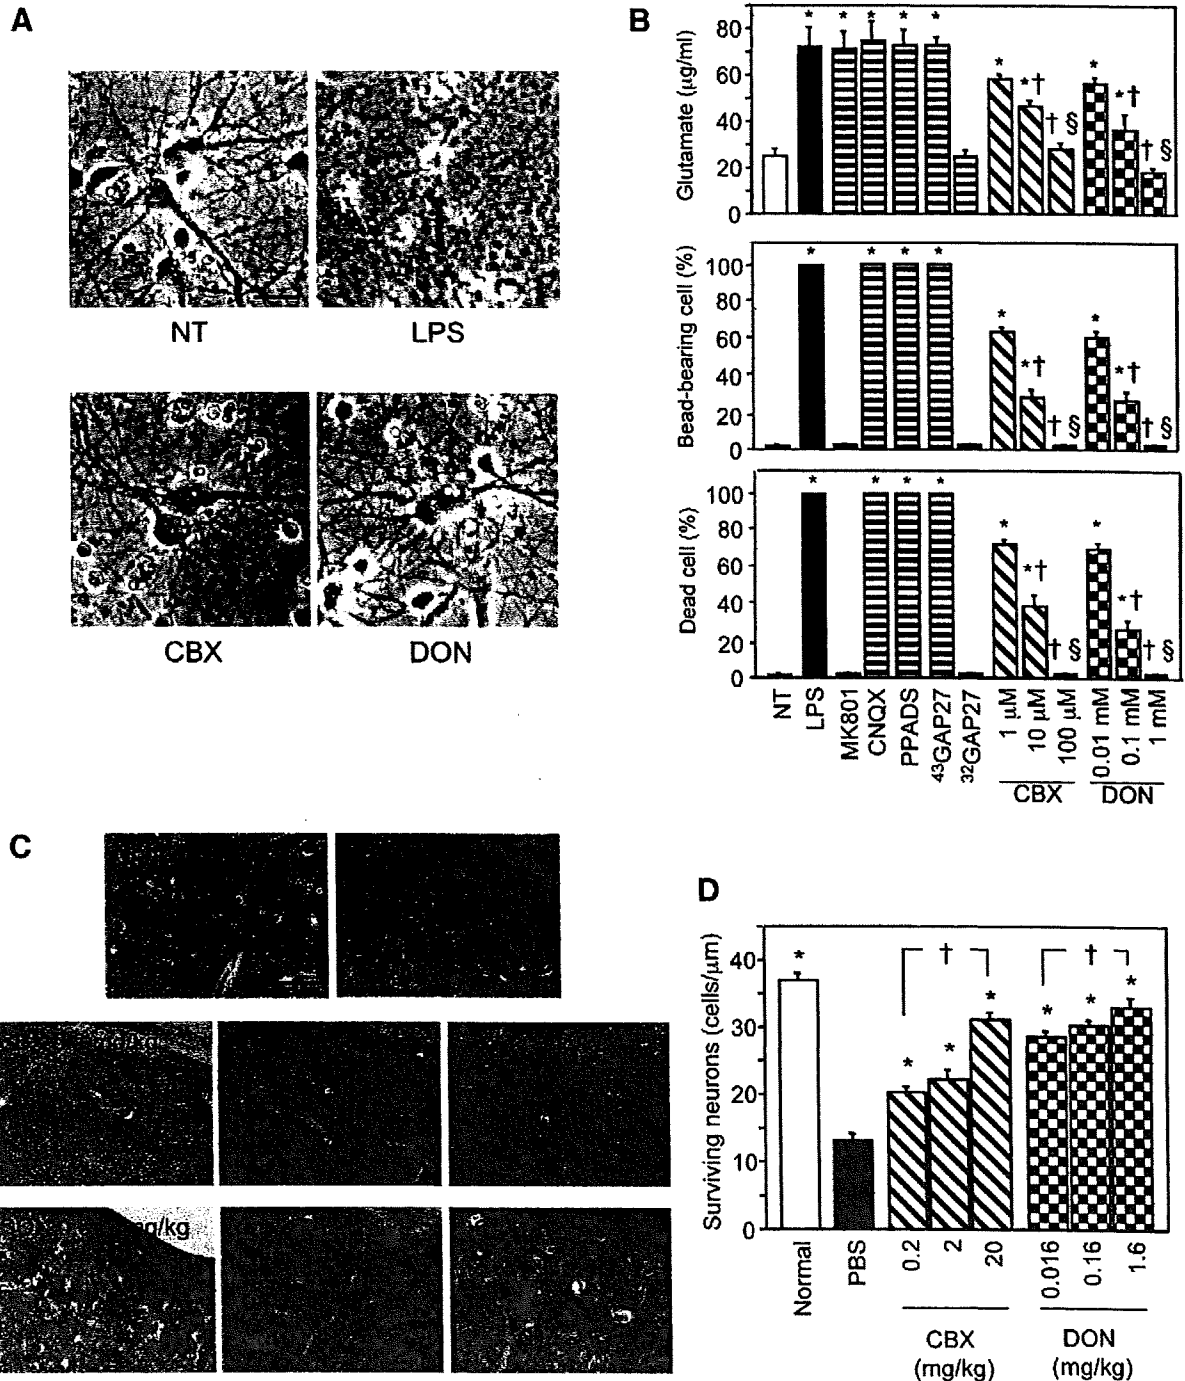 A
NT
LPS
CBX
DON
B
Glutamate (μg/ml)
80
60
40
20
0
* * * * * * * *† † § * *† † §
Bead-bearing cell (%)
100
80
60
40
20
0
* * * * * *† † § * *† † §
Dead cell (%)
100
80
60
40
20
0
* * * * * *† † § * *† † §
NT
LPS
MK801
CNQX
PPADS
⁴³GAP27
³²GAP27
1 μM
10 μM
100 μM
0.01 mM
0.1 mM
1 mM
CBX
DON
C
mg/kg
D
Surviving neurons (cells/μm)
40
30
20
10
0
* * * * † * * * †
Normal
PBS
0.2
2
20
0.016
0.16
1.6
CBX
(mg/kg)
DON
(mg/kg)